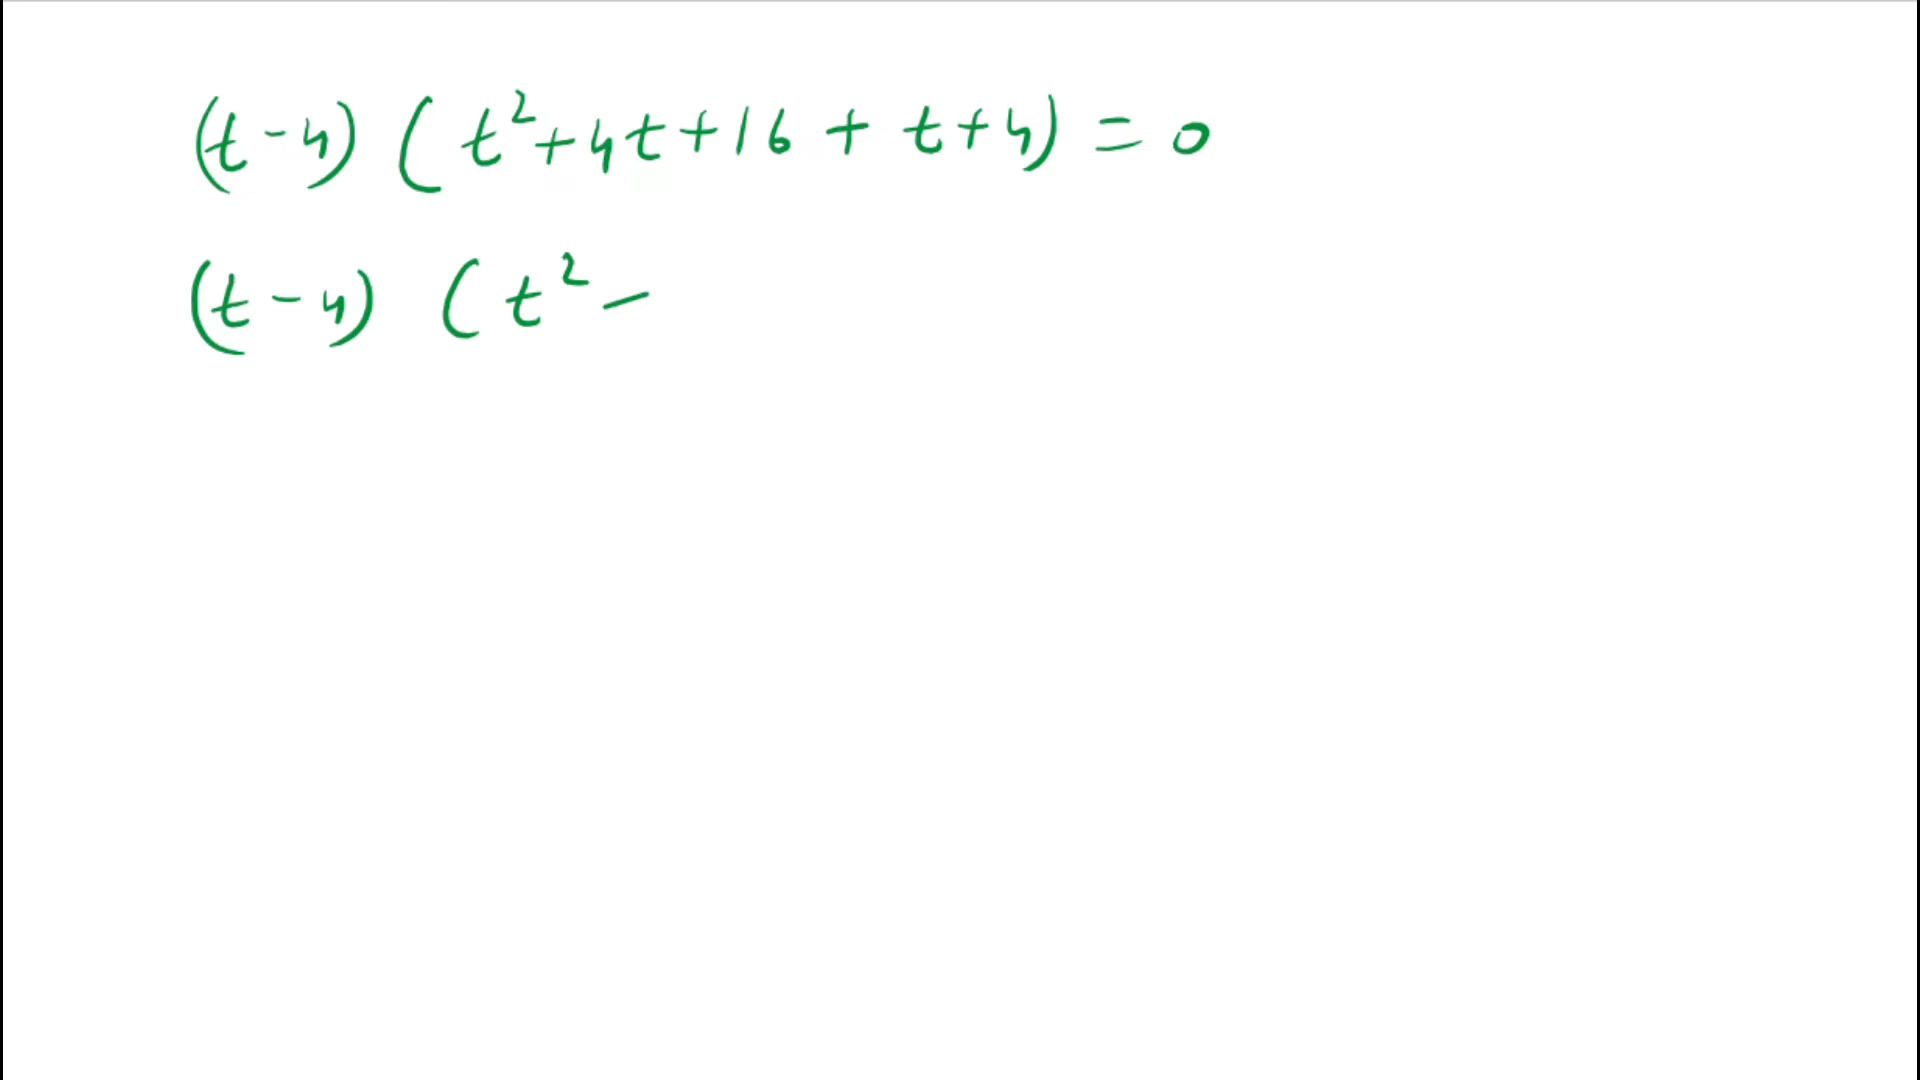 (t-4) (t²+4t+16 + t+4) = 0
(t-4) (t² -